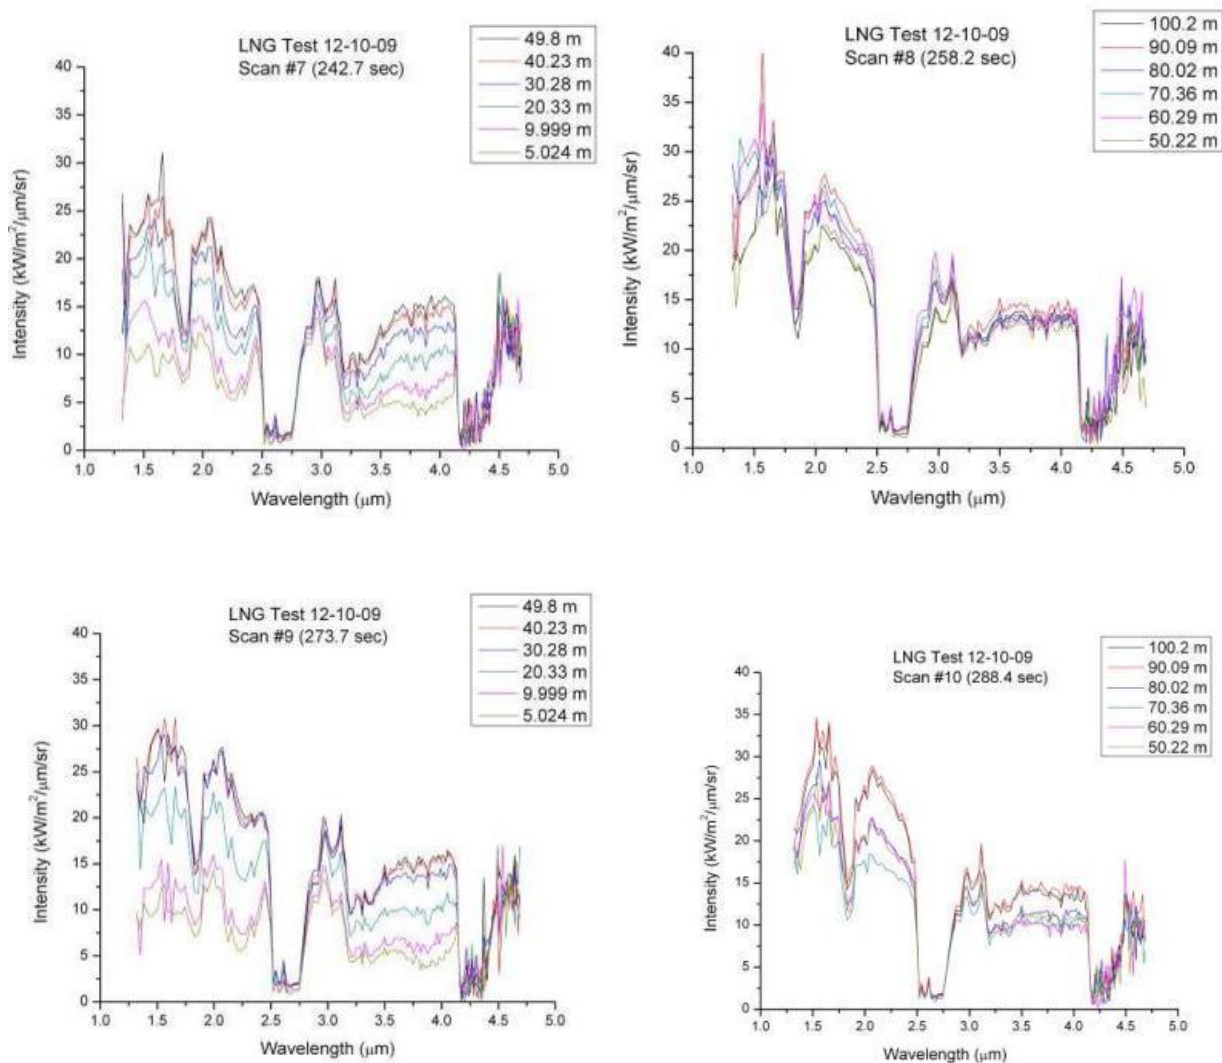 LNG Test 12-10-09
Scan #7 (242.7 sec)
49.8 m
40.23 m
30.28 m
20.33 m
9.999 m
5.024 m
Intensity (kW/m²/μm/sr)
40
35
30
25
20
15
10
5
0
1.0 1.5 2.0 2.5 3.0 3.5 4.0 4.5 5.0
Wavelength (μm)
LNG Test 12-10-09
Scan #8 (258.2 sec)
100.2 m
90.09 m
80.02 m
70.36 m
60.29 m
50.22 m
Intensity (kW/m²/μm/sr)
40
35
30
25
20
15
10
5
0
1.0 1.5 2.0 2.5 3.0 3.5 4.0 4.5 5.0
Wavlength (μm)
LNG Test 12-10-09
Scan #9 (273.7 sec)
49.8 m
40.23 m
30.28 m
20.33 m
9.999 m
5.024 m
Intensity (kW/m²/μm/sr)
40
35
30
25
20
15
10
5
0
1.0 1.5 2.0 2.5 3.0 3.5 4.0 4.5 5.0
Wavelength (μm)
LNG Test 12-10-09
Scan #10 (288.4 sec)
100.2 m
90.09 m
80.02 m
70.36 m
60.29 m
50.22 m
Intensity (kW/m²/μm/sr)
40
35
30
25
20
15
10
5
0
1.0 1.5 2.0 2.5 3.0 3.5 4.0 4.5 5.0
Wavelength (μm)